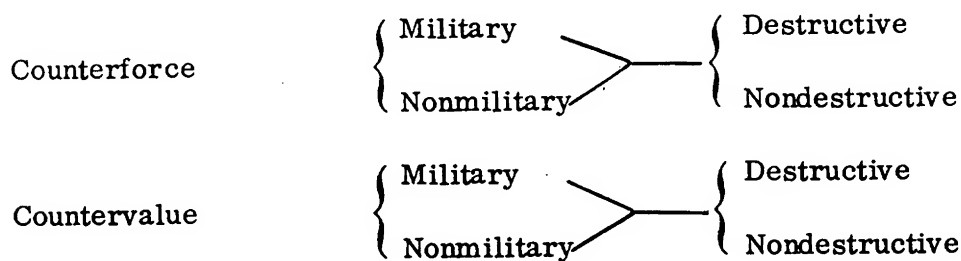 Military Destructive
Counterforce
Nonmilitary Nondestructive
Military Destructive
Countervalue
Nonmilitary Nondestructive